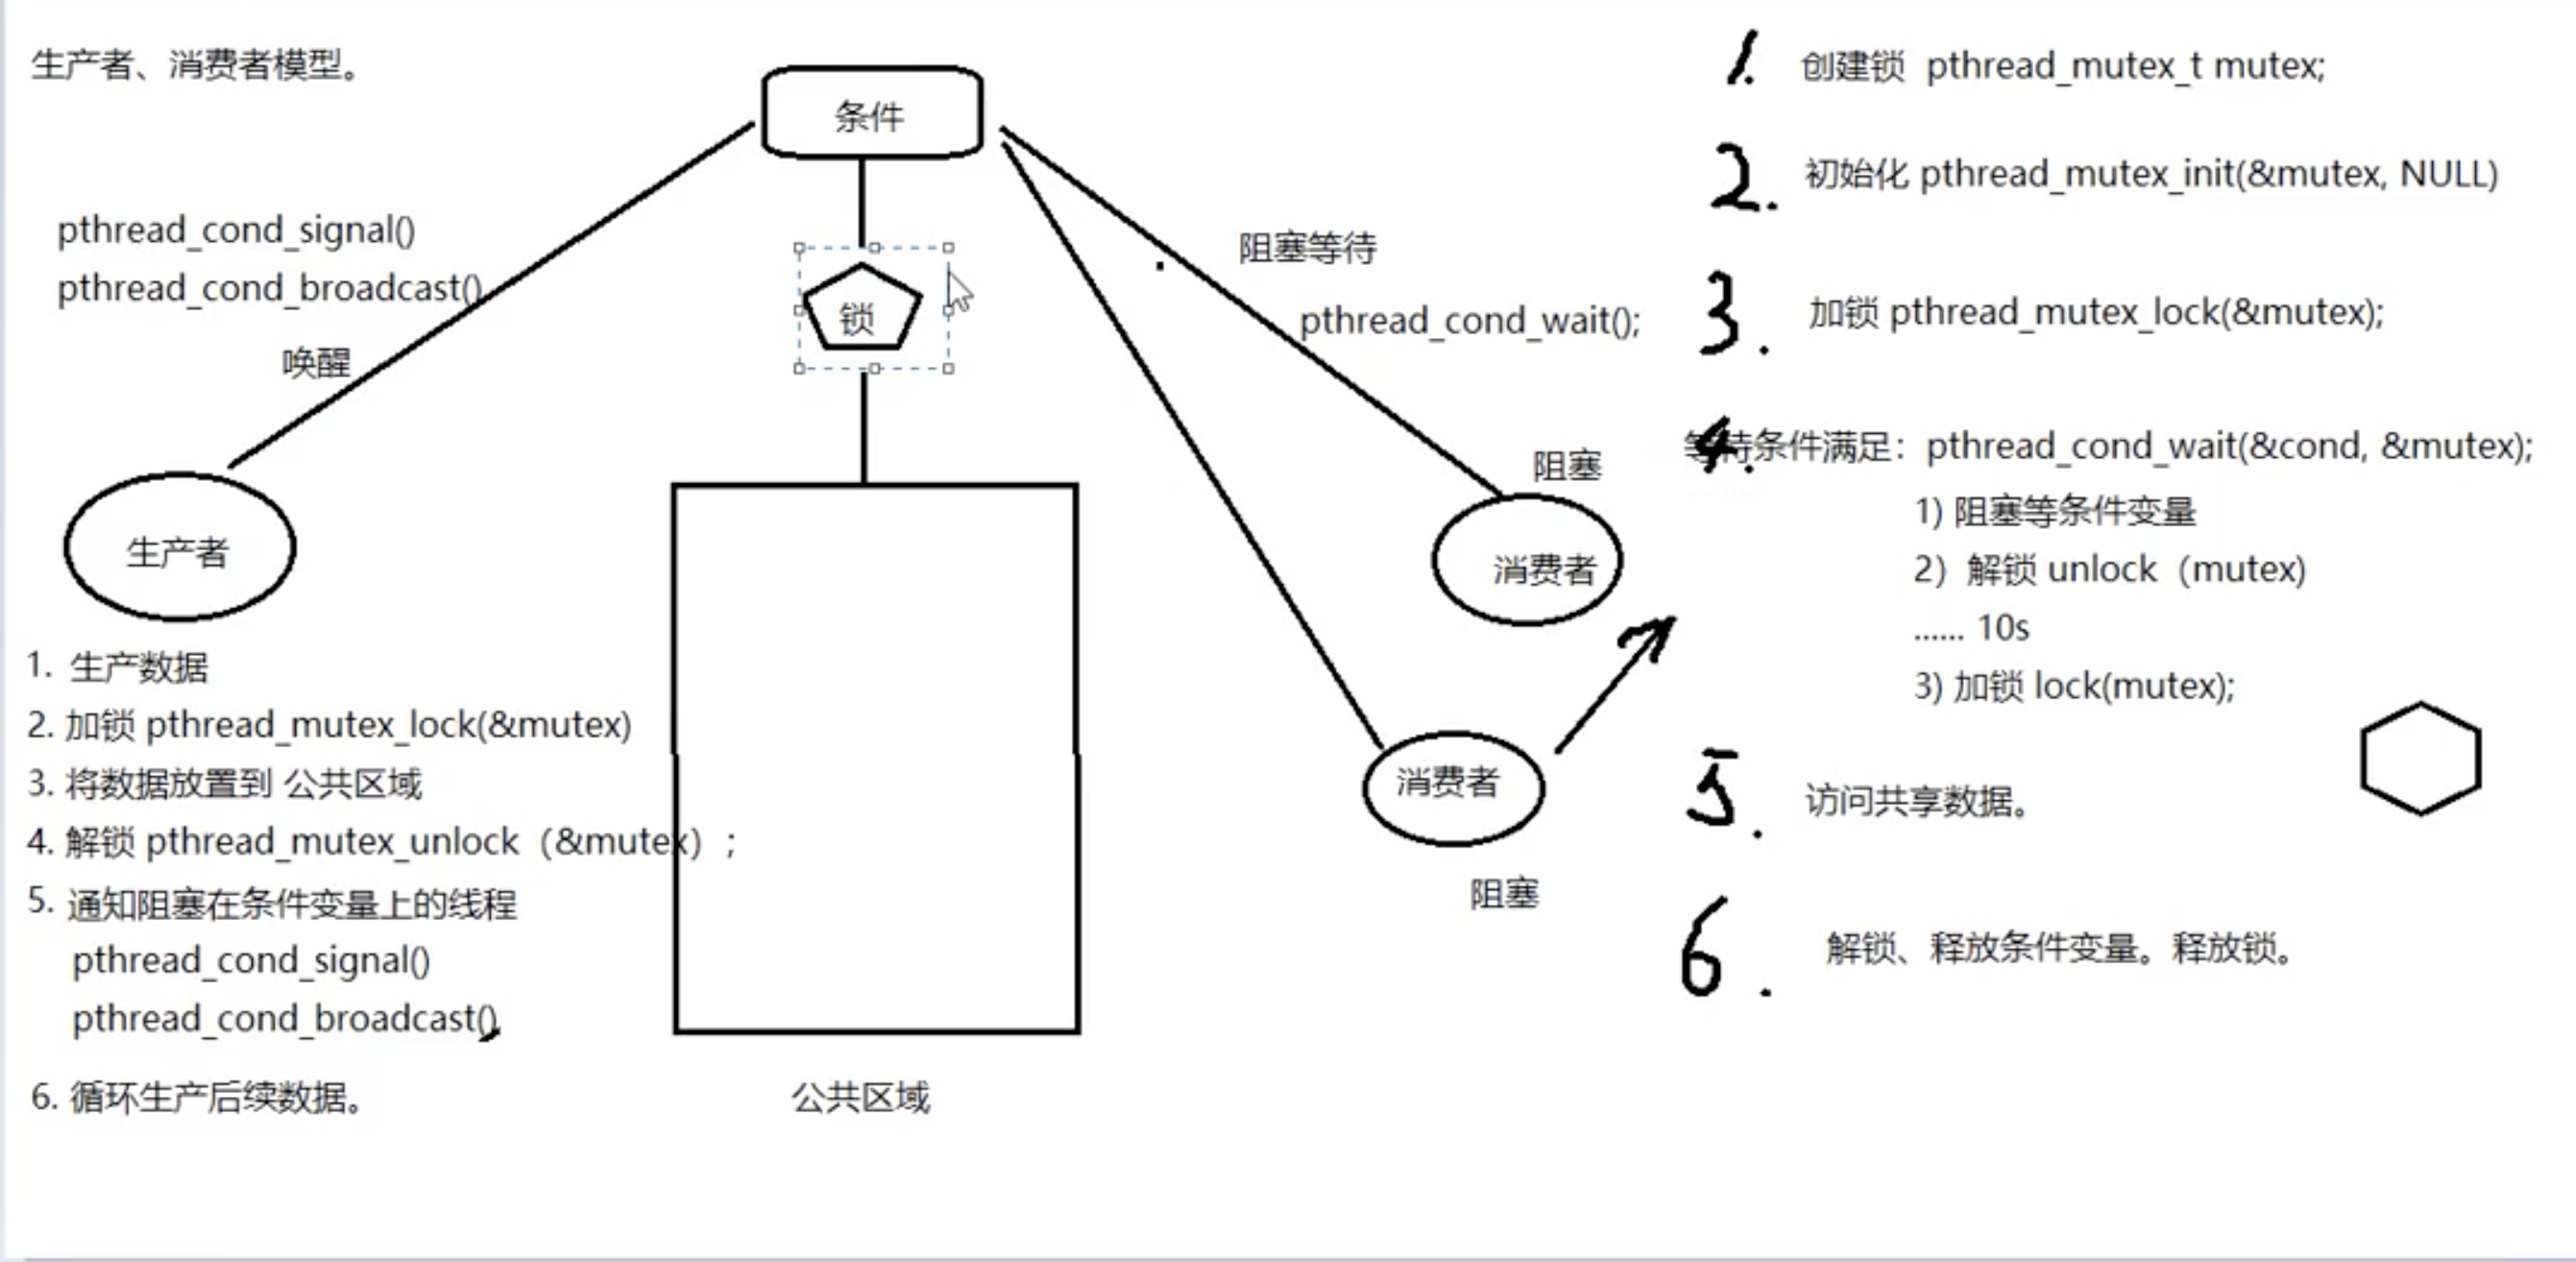 生产者、消费者模型。
条件
pthread_cond_signal()
pthread_cond_broadcast()
唤醒
锁
阻塞等待
pthread_cond_wait();
生产者
阻塞
消费者
消费者
阻塞
1. 生产数据
2. 加锁 pthread_mutex_lock(&mutex)
3. 将数据放置到 公共区域
4. 解锁 pthread_mutex_unlock（&mutex）;
5. 通知阻塞在条件变量上的线程
pthread_cond_signal()
pthread_cond_broadcast()
6. 循环生产后续数据。
公共区域
1. 创建锁 pthread_mutex_t mutex;
2. 初始化 pthread_mutex_init(&mutex, NULL)
3. 加锁 pthread_mutex_lock(&mutex);
4. 等待条件满足：pthread_cond_wait(&cond, &mutex);
1) 阻塞等条件变量
2）解锁 unlock（mutex)
...... 10s
3) 加锁 lock(mutex);
5. 访问共享数据。
6. 解锁、释放条件变量。释放锁。